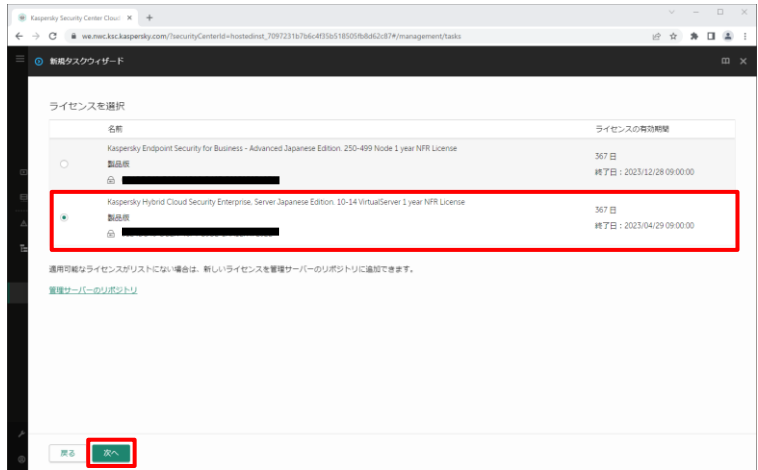 Kaspersky Security Center Cloud
we.nwc.ksc.kaspersky.com/?securityCenterId=hostedinst_7097231b7b6c4f35b518505fb8d62c87#/management/tasks
新規タスクウィザード
ライセンスを選択
名前 ライセンスの有効期間
Kaspersky Endpoint Security for Business - Advanced Japanese Edition. 250-499 Node 1 year NFR License
製品版
367 日
終了日：2023/12/28 09:00:00
Kaspersky Hybrid Cloud Security Enterprise, Server Japanese Edition. 10-14 VirtualServer 1 year NFR License
製品版
367 日
終了日：2023/04/29 09:00:00
適用可能なライセンスがリストにない場合は、新しいライセンスを管理サーバーのリポジトリに追加できます。
管理サーバーのリポジトリ
戻る 次へ